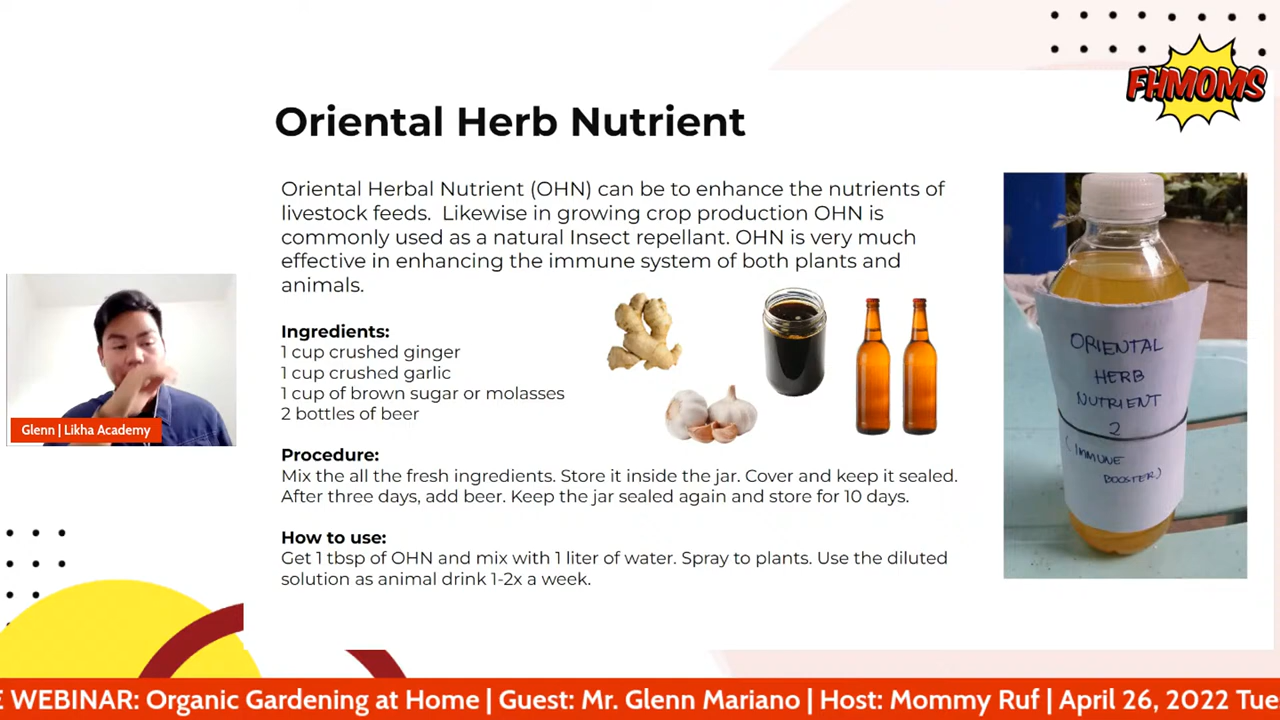 FHMOMS
Oriental Herb Nutrient
Oriental Herbal Nutrient (OHN) can be to enhance the nutrients of
livestock feeds. Likewise in growing crop production OHN is
commonly used as a natural Insect repellant. OHN is very much
effective in enhancing the immune system of both plants and
animals.
Ingredients:
1 cup crushed ginger
1 cup crushed garlic
1 cup of brown sugar or molasses
2 bottles of beer
Procedure:
Mix the all the fresh ingredients. Store it inside the jar. Cover and keep it sealed.
After three days, add beer. Keep the jar sealed again and store for 10 days.
How to use:
Get 1 tbsp of OHN and mix with 1 liter of water. Spray to plants. Use the diluted
solution as animal drink 1-2x a week.
ORIENTAL
HERB
NUTRIENT
2
(IMMUNE
BOOSTER)
Glenn | Likha Academy
E WEBINAR: Organic Gardening at Home | Guest: Mr. Glenn Mariano | Host: Mommy Ruf | April 26, 2022 Tue